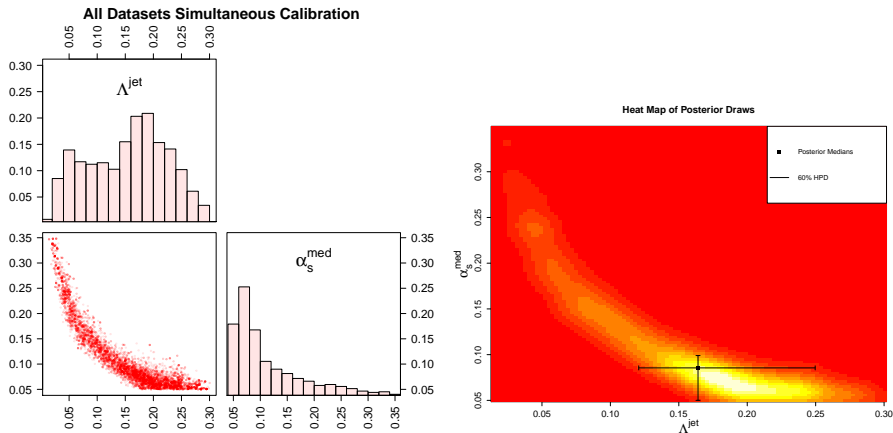 All Datasets Simultaneous Calibration
0.05 0.10 0.15 0.20 0.25 0.30
0.30
0.25
0.20
0.15
0.10
0.05
Λ^jet
0.35
0.30
0.25
0.20
0.15
0.10
0.05
0.05 0.10 0.15 0.20 0.25 0.30
α_s^med
0.35
0.30
0.25
0.20
0.15
0.10
0.05
0.05 0.10 0.15 0.20 0.25 0.30 0.35
Heat Map of Posterior Draws
Posterior Medians
60% HPD
α_s^med
0.30
0.25
0.20
0.15
0.10
0.05
0.05 0.10 0.15 0.20 0.25 0.30
Λ^jet